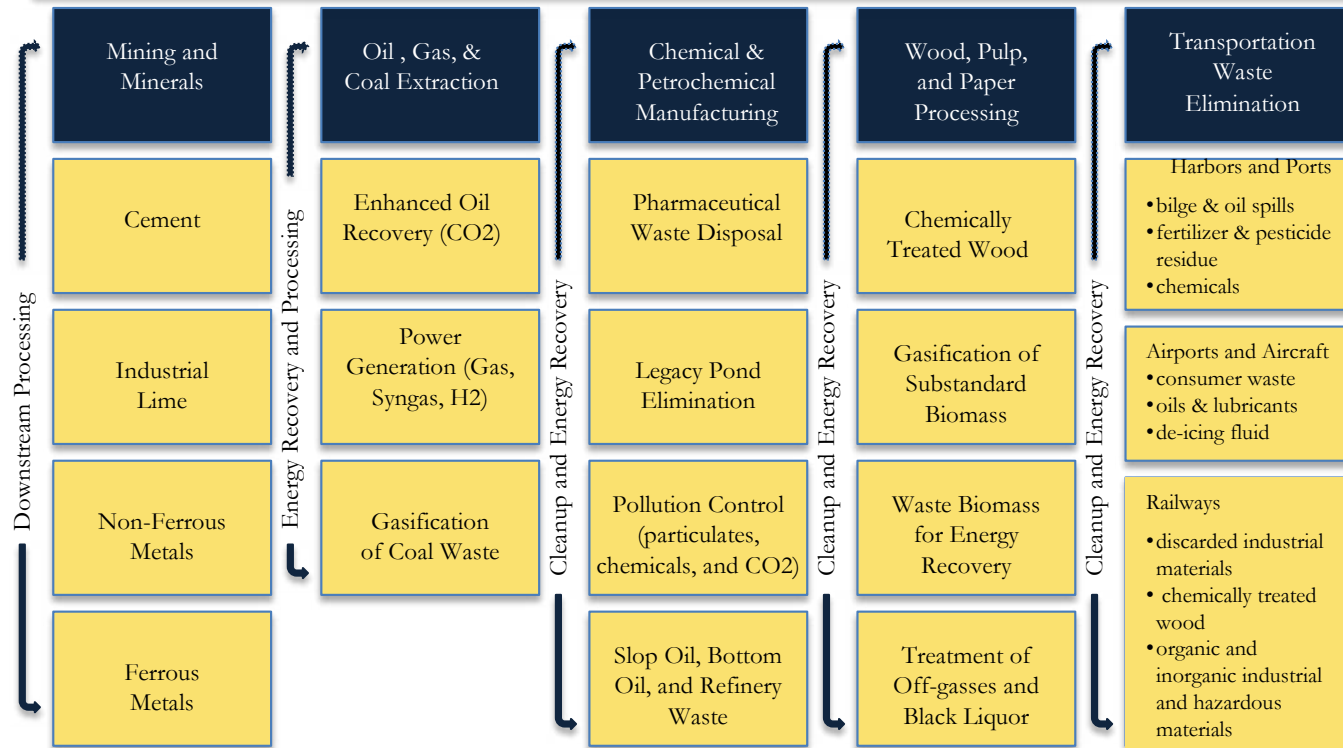 Downstream Processing
Mining and
Minerals
Cement
Industrial
Lime
Non-Ferrous
Metals
Ferrous
Metals
Energy Recovery and Processing
Oil , Gas, &
Coal Extraction
Enhanced Oil
Recovery (CO2)
Power
Generation (Gas,
Syngas, H2)
Gasification
of Coal Waste
Cleanup and Energy Recovery
Chemical &
Petrochemical
Manufacturing
Pharmaceutical
Waste Disposal
Legacy Pond
Elimination
Pollution Control
(particulates,
chemicals, and CO2)
Slop Oil, Bottom
Oil, and Refinery
Waste
Cleanup and Energy Recovery
Wood, Pulp,
and Paper
Processing
Chemically
Treated Wood
Gasification of
Substandard
Biomass
Waste Biomass
for Energy
Recovery
Treatment of
Off-gasses and
Black Liquor
Cleanup and Energy Recovery
Transportation
Waste
Elimination
Harbors and Ports
•bilge & oil spills
•fertilizer & pesticide
residue
•chemicals
Airports and Aircraft
•consumer waste
•oils & lubricants
•de-icing fluid
Railways
•discarded industrial
materials
• chemically treated
wood
•organic and
inorganic industrial
and hazardous
materials